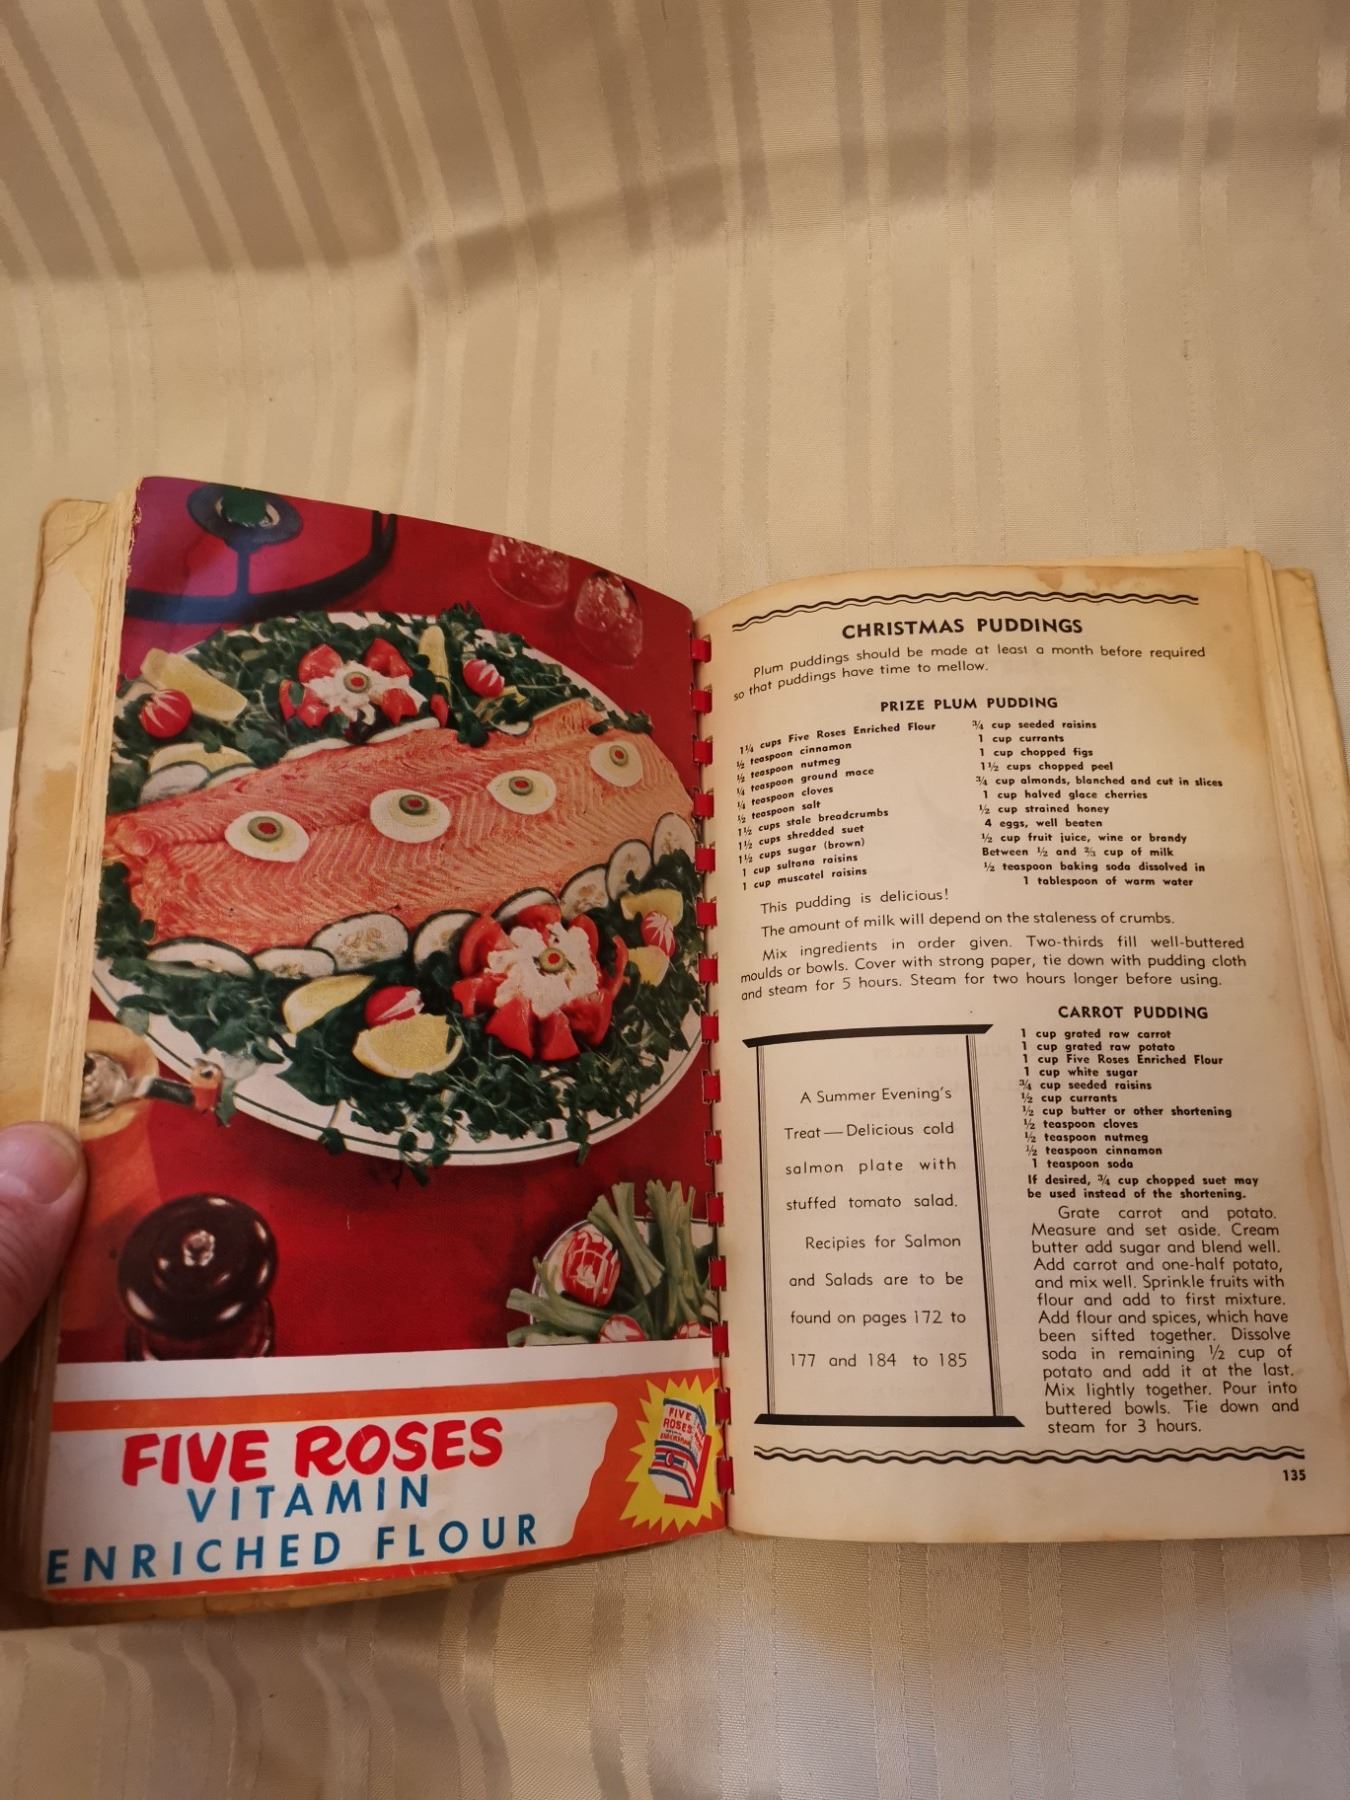 FIVE ROSES
VITAMIN
ENRICHED FLOUR
FIVE
ROSES
CHRISTMAS PUDDINGS
Plum puddings should be made at least a month before required
so that puddings have time to mellow.
PRIZE PLUM PUDDING
1¼ cups Five Roses Enriched Flour
½ teaspoon cinnamon
½ teaspoon nutmeg
¼ teaspoon ground mace
¼ teaspoon cloves
½ teaspoon salt
1½ cups stale breadcrumbs
1½ cups shredded suet
1½ cups sugar (brown)
1 cup sultana raisins
1 cup muscatel raisins
¾ cup seeded raisins
1 cup currants
1 cup chopped figs
1½ cups chopped peel
¾ cup almonds, blanched and cut in slices
1 cup halved glace cherries
½ cup strained honey
4 eggs, well beaten
½ cup fruit juice, wine or brandy
Between ½ and ⅔ cup of milk
½ teaspoon baking soda dissolved in
1 tablespoon of warm water
This pudding is delicious!
The amount of milk will depend on the staleness of crumbs.
Mix ingredients in order given. Two-thirds fill well-buttered
moulds or bowls. Cover with strong paper, tie down with pudding cloth
and steam for 5 hours. Steam for two hours longer before using.
A Summer Evening's
Treat — Delicious cold
salmon plate with
stuffed tomato salad.
Recipies for Salmon
and Salads are to be
found on pages 172 to
177 and 184 to 185
CARROT PUDDING
1 cup grated raw carrot
1 cup grated raw potato
1 cup Five Roses Enriched Flour
1 cup white sugar
¾ cup seeded raisins
½ cup currants
½ cup butter or other shortening
½ teaspoon cloves
½ teaspoon nutmeg
½ teaspoon cinnamon
1 teaspoon soda
If desired, ¾ cup chopped suet may
be used instead of the shortening.
Grate carrot and potato.
Measure and set aside. Cream
butter add sugar and blend well.
Add carrot and one-half potato,
and mix well. Sprinkle fruits with
flour and add to first mixture.
Add flour and spices, which have
been sifted together. Dissolve
soda in remaining ½ cup of
potato and add it at the last.
Mix lightly together. Pour into
buttered bowls. Tie down and
steam for 3 hours.
135